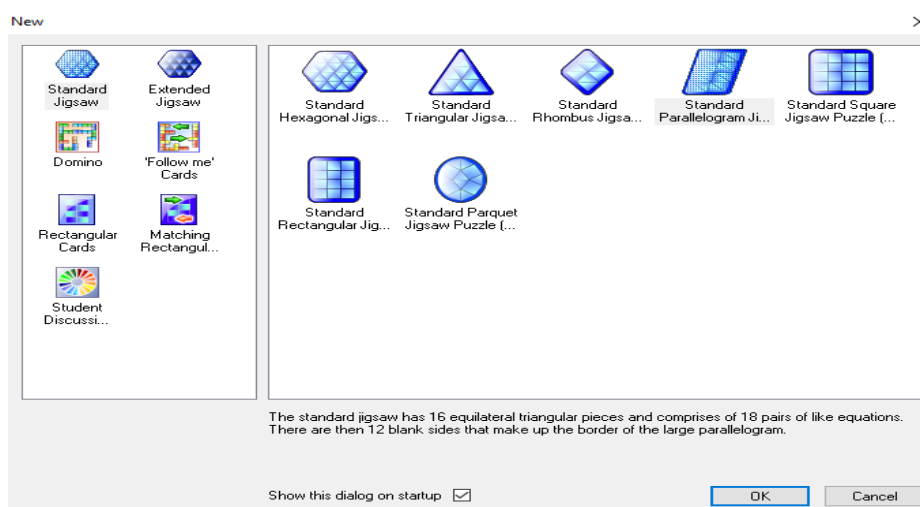 New
Standard
Jigsaw
Extended
Jigsaw
Domino
'Follow me'
Cards
Rectangular
Cards
Matching
Rectangul...
Student
Discussi...
Standard
Hexagonal Jigs...
Standard
Triangular Jigsa...
Standard
Rhombus Jigsa...
Standard
Parallelogram Ji...
Standard Square
Jigsaw Puzzle (...
Standard
Rectangular Jig...
Standard Parquet
Jigsaw Puzzle (...
The standard jigsaw has 16 equilateral triangular pieces and comprises of 18 pairs of like equations.
There are then 12 blank sides that make up the border of the large parallelogram.
Show this dialog on startup
OK
Cancel